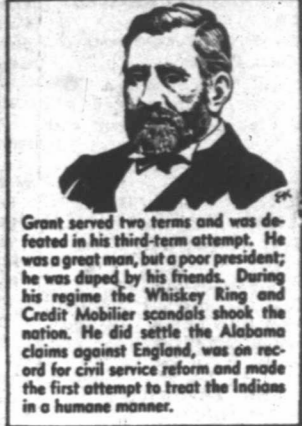 Grant served two terms and was de-
feated in his third-term attempt. He
was a great man, but a poor president;
he was duped by his friends. During
his regime the Whiskey Ring and
Credit Mobilier scandals shook the
nation. He did settle the Alabama
claims against England, was on rec-
ord for civil service reform and made
the first attempt to treat the Indians
in a humane manner.